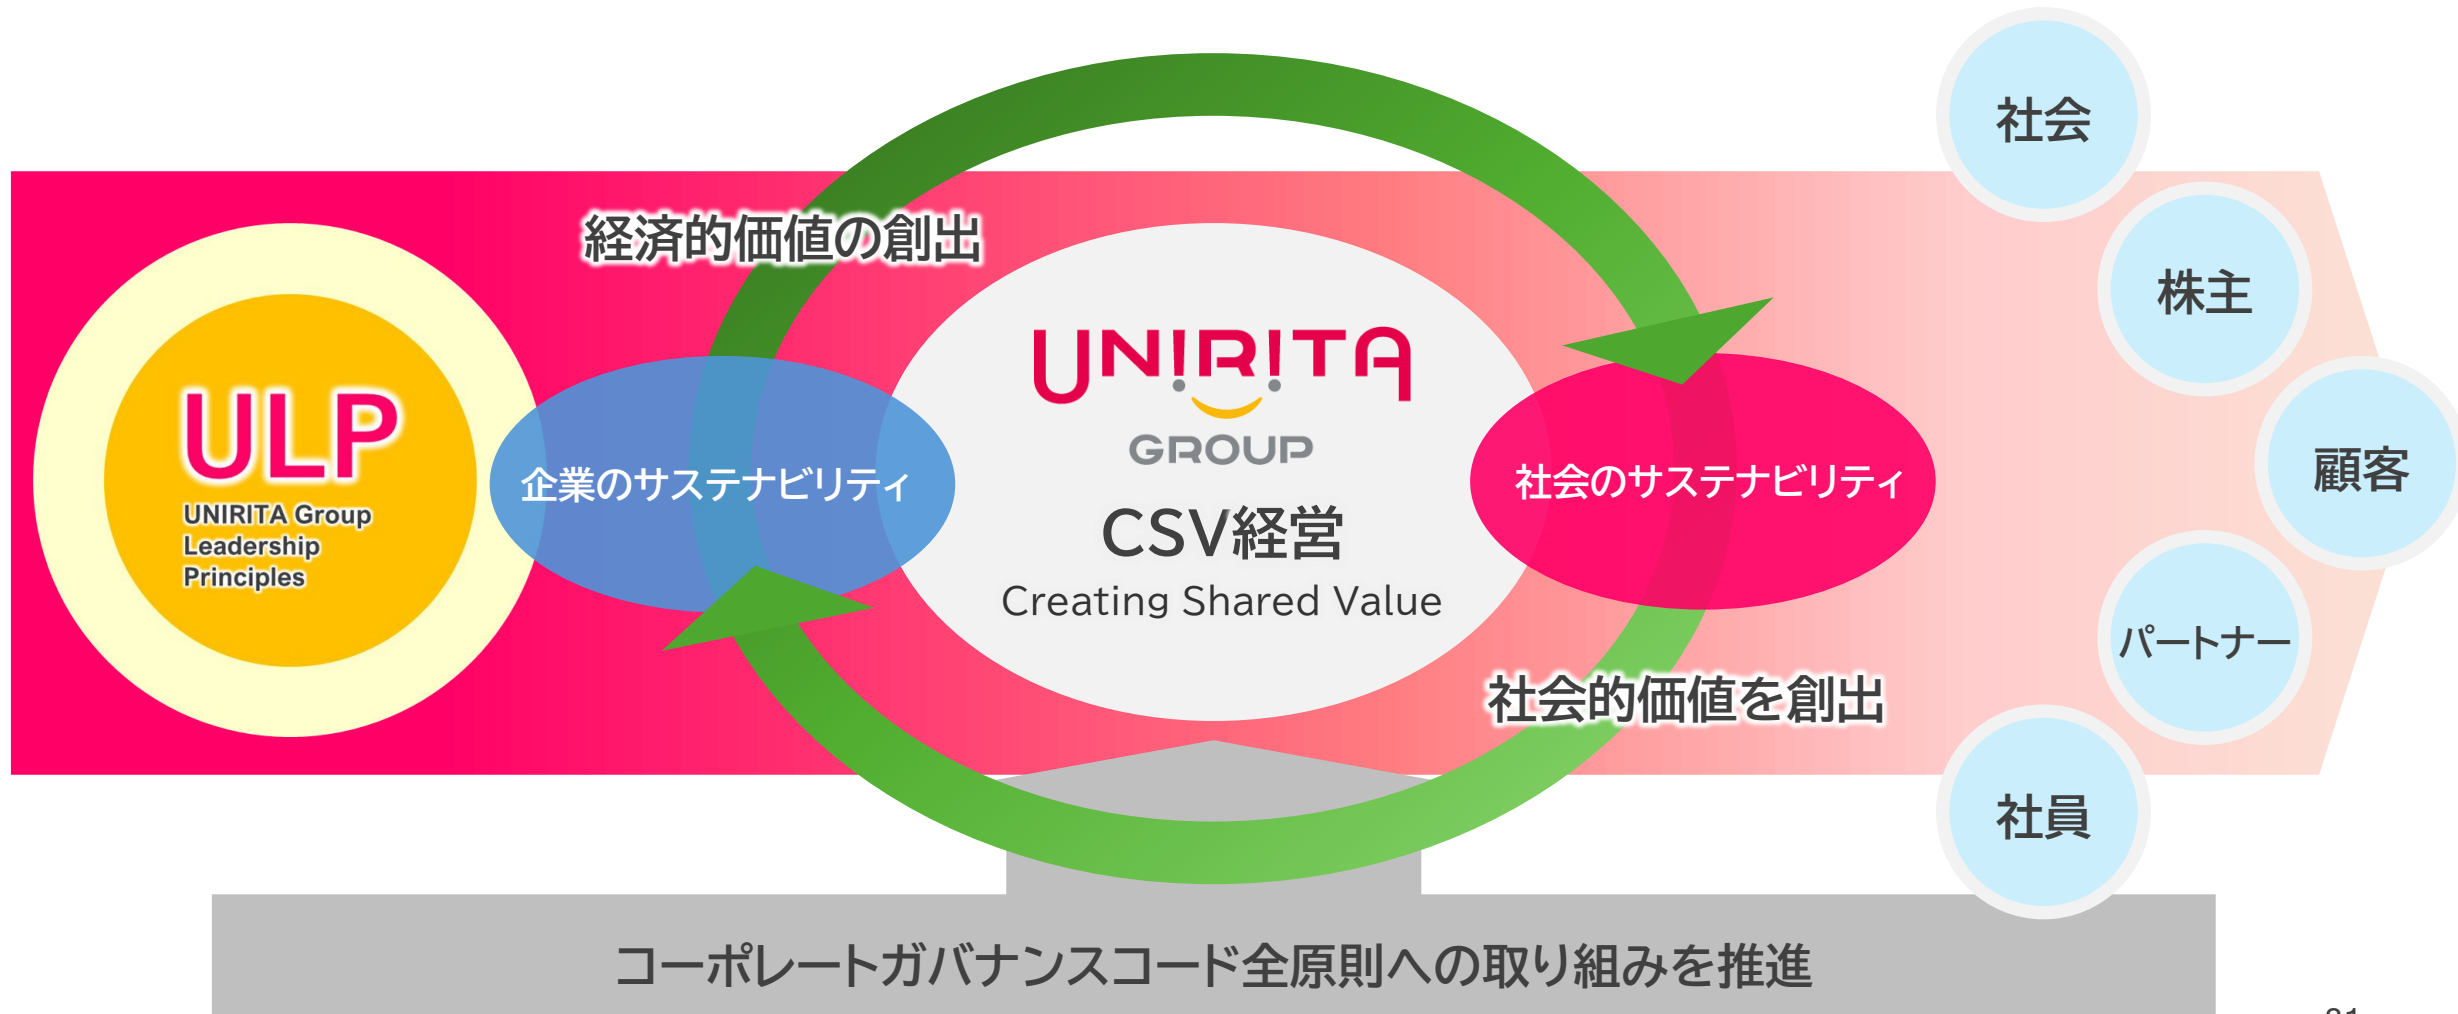 社会
株主
顧客
パートナー
社員
経済的価値の創出
ULP
UNIRITA Group
Leadership
Principles
企業のサステナビリティ
UNIRITA
GROUP
CSV経営
Creating Shared Value
社会のサステナビリティ
社会的価値を創出
コーポレートガバナンスコード全原則への取り組みを推進